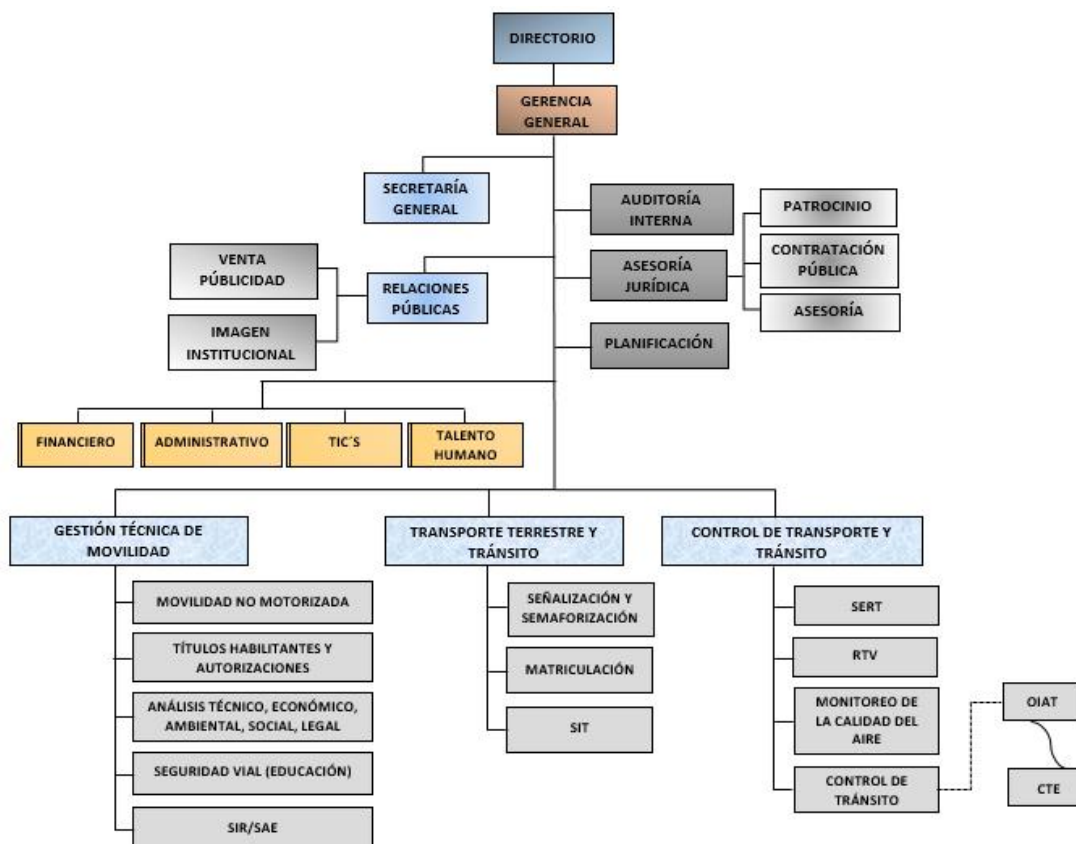 DIRECTORIO
GERENCIA
GENERAL
SECRETARÍA
GENERAL
AUDITORÍA
INTERNA
PATROCINIO
VENTA
PÚBLICIDAD
RELACIONES
PÚBLICAS
ASESORÍA
JURÍDICA
CONTRATACIÓN
PÚBLICA
ASESORÍA
IMAGEN
INSTITUCIONAL
PLANIFICACIÓN
FINANCIERO
ADMINISTRATIVO
TIC´S
TALENTO
HUMANO
GESTIÓN TÉCNICA DE
MOVILIDAD
TRANSPORTE TERRESTRE Y
TRÁNSITO
CONTROL DE TRANSPORTE Y
TRÁNSITO
MOVILIDAD NO MOTORIZADA
TÍTULOS HABILITANTES Y
AUTORIZACIONES
ANÁLISIS TÉCNICO, ECONÓMICO,
AMBIENTAL, SOCIAL, LEGAL
SEGURIDAD VIAL (EDUCACIÓN)
SIR/SAE
SEÑALIZACIÓN Y
SEMAFORIZACIÓN
MATRICULACIÓN
SIT
SERT
RTV
MONITOREO DE
LA CALIDAD DEL
AIRE
CONTROL DE
TRÁNSITO
OIAT
CTE